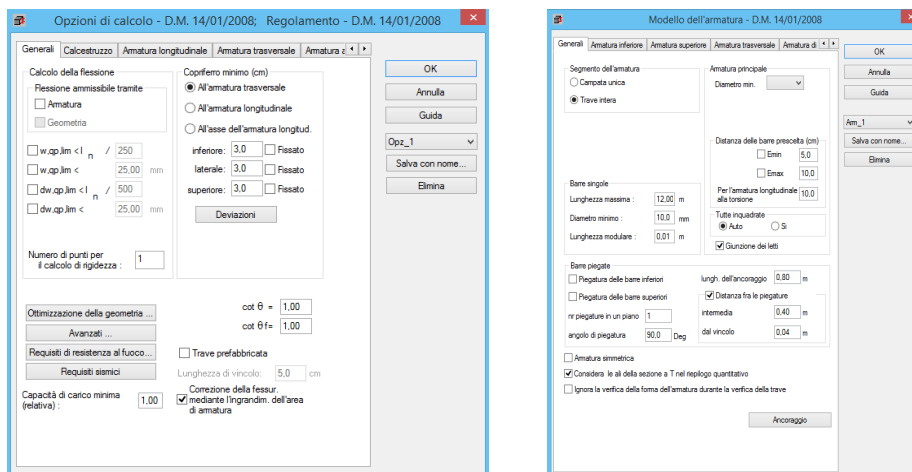 Opzioni di calcolo - D.M. 14/01/2008; Regolamento - D.M. 14/01/2008
Generali Calcestruzzo Armatura longitudinale Armatura trasversale Armatura a
Calcolo della flessione
Flessione ammissibile tramite
Armatura
Geometria
w,qp,lim < l n / 250
w,qp,lim < 25,00 mm
dw,qp,lim < l n / 500
dw,qp,lim < 25,00 mm
Numero di punti per
il calcolo di rigidezza : 1
Copriferro minimo (cm)
All'armatura trasversale
All'armatura longitudinale
All'asse dell'armatura longitud.
inferiore: 3,0 Fissato
laterale: 3,0 Fissato
superiore: 3,0 Fissato
Deviazioni
OK
Annulla
Guida
Opz_1
Salva con nome...
Elimina
Ottimizzazione della geometria ...
Avanzati ...
Requisiti di resistenza al fuoco...
Requisiti sismici
Capacità di carico minima
(relativa) : 1,00
cot θ = 1,00
cot θf= 1,00
Trave prefabbricata
Lunghezza di vincolo: 5,0 cm
Correzione della fessur.
mediante l'ingrandim. dell'area
di armatura
Modello dell'armatura - D.M. 14/01/2008
Generali Armatura inferiore Armatura superiore Armatura trasversale Armatura di
Segmento dell'armatura
Campata unica
Trave intera
Armatura principale
Diametro min.
Distanza delle barre prescelta (cm)
Emin 5,0
Emax 10,0
Per l'armatura longitudinale
alla torsione 10,0
Barre singole
Lunghezza massima : 12,00 m
Diametro minimo : 10,0 mm
Lunghezza modulare : 0,01 m
Tutte inquadrate
Auto Si
Giunzione dei letti
Barre piegate
Piegatura delle barre inferiori
Piegatura delle barre superiori
nr piegature in un piano 1
angolo di piegatura 90,0 Deg
lungh. dell'ancoraggio 0,80 m
Distanza fra le piegature
intermedia 0,40 m
dal vincolo 0,04 m
Armatura simmetrica
Considera le ali della sezione a T nel riepilogo quantitativo
Ignora la verifica della forma dell'armatura durante la verifica della trave
Ancoraggio
OK
Annulla
Guida
Arm_1
Salva con nome...
Elimina